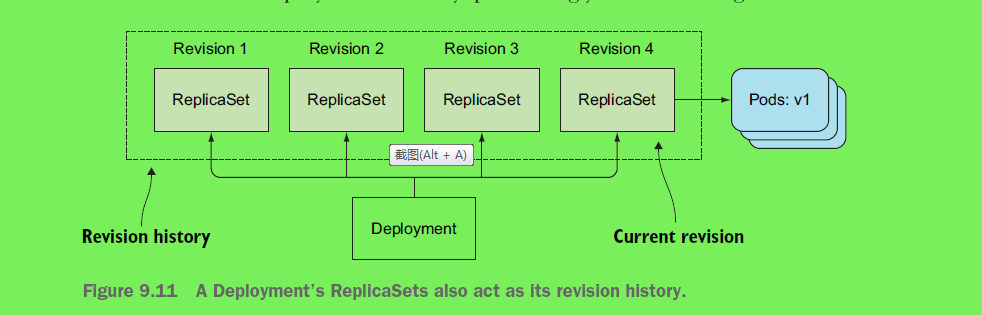 Revision 1 Revision 2 Revision 3 Revision 4
ReplicaSet ReplicaSet ReplicaSet ReplicaSet Pods: v1
截图(Alt + A)
Deployment
Revision history Current revision
Figure 9.11 A Deployment's ReplicaSets also act as its revision history.